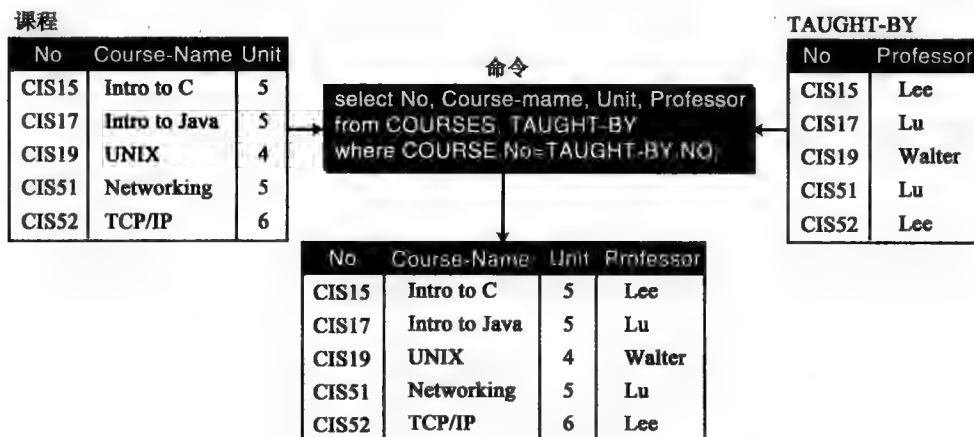 课程
No Course-Name Unit
CIS15 Intro to C 5
CIS17 Intro to Java 5
CIS19 UNIX 4
CIS51 Networking 5
CIS52 TCP/IP 6
命令
select No, Course-mame, Unit, Professor
from COURSES, TAUGHT-BY
where COURSE.No=TAUGHT-BY.NO;
TAUGHT-BY
No Professor
CIS15 Lee
CIS17 Lu
CIS19 Walter
CIS51 Lu
CIS52 Lee
No Course-Name Unit Professor
CIS15 Intro to C 5 Lee
CIS17 Intro to Java 5 Lu
CIS19 UNIX 4 Walter
CIS51 Networking 5 Lu
CIS52 TCP/IP 6 Lee